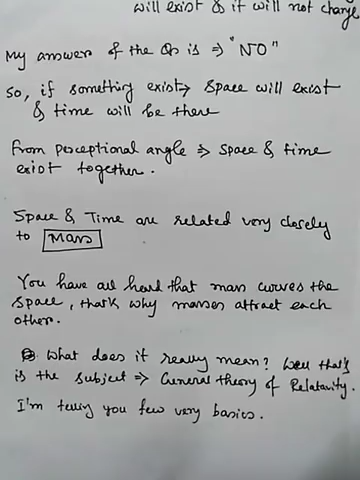 will exist & it will not change
My answer of the Qs is ⇒ "NO"
So, if something exist → Space will exist
& time will be there
From perceptional angle ⇒ space & time
exist together.
Space & Time are related very closely
to Mass
You have all heard that mass curves the
space, that's why masses attract each
other.
What does it really mean? Well that's
is the subject ⇒ General theory of Relatavity.
I'm telling you few very basics.